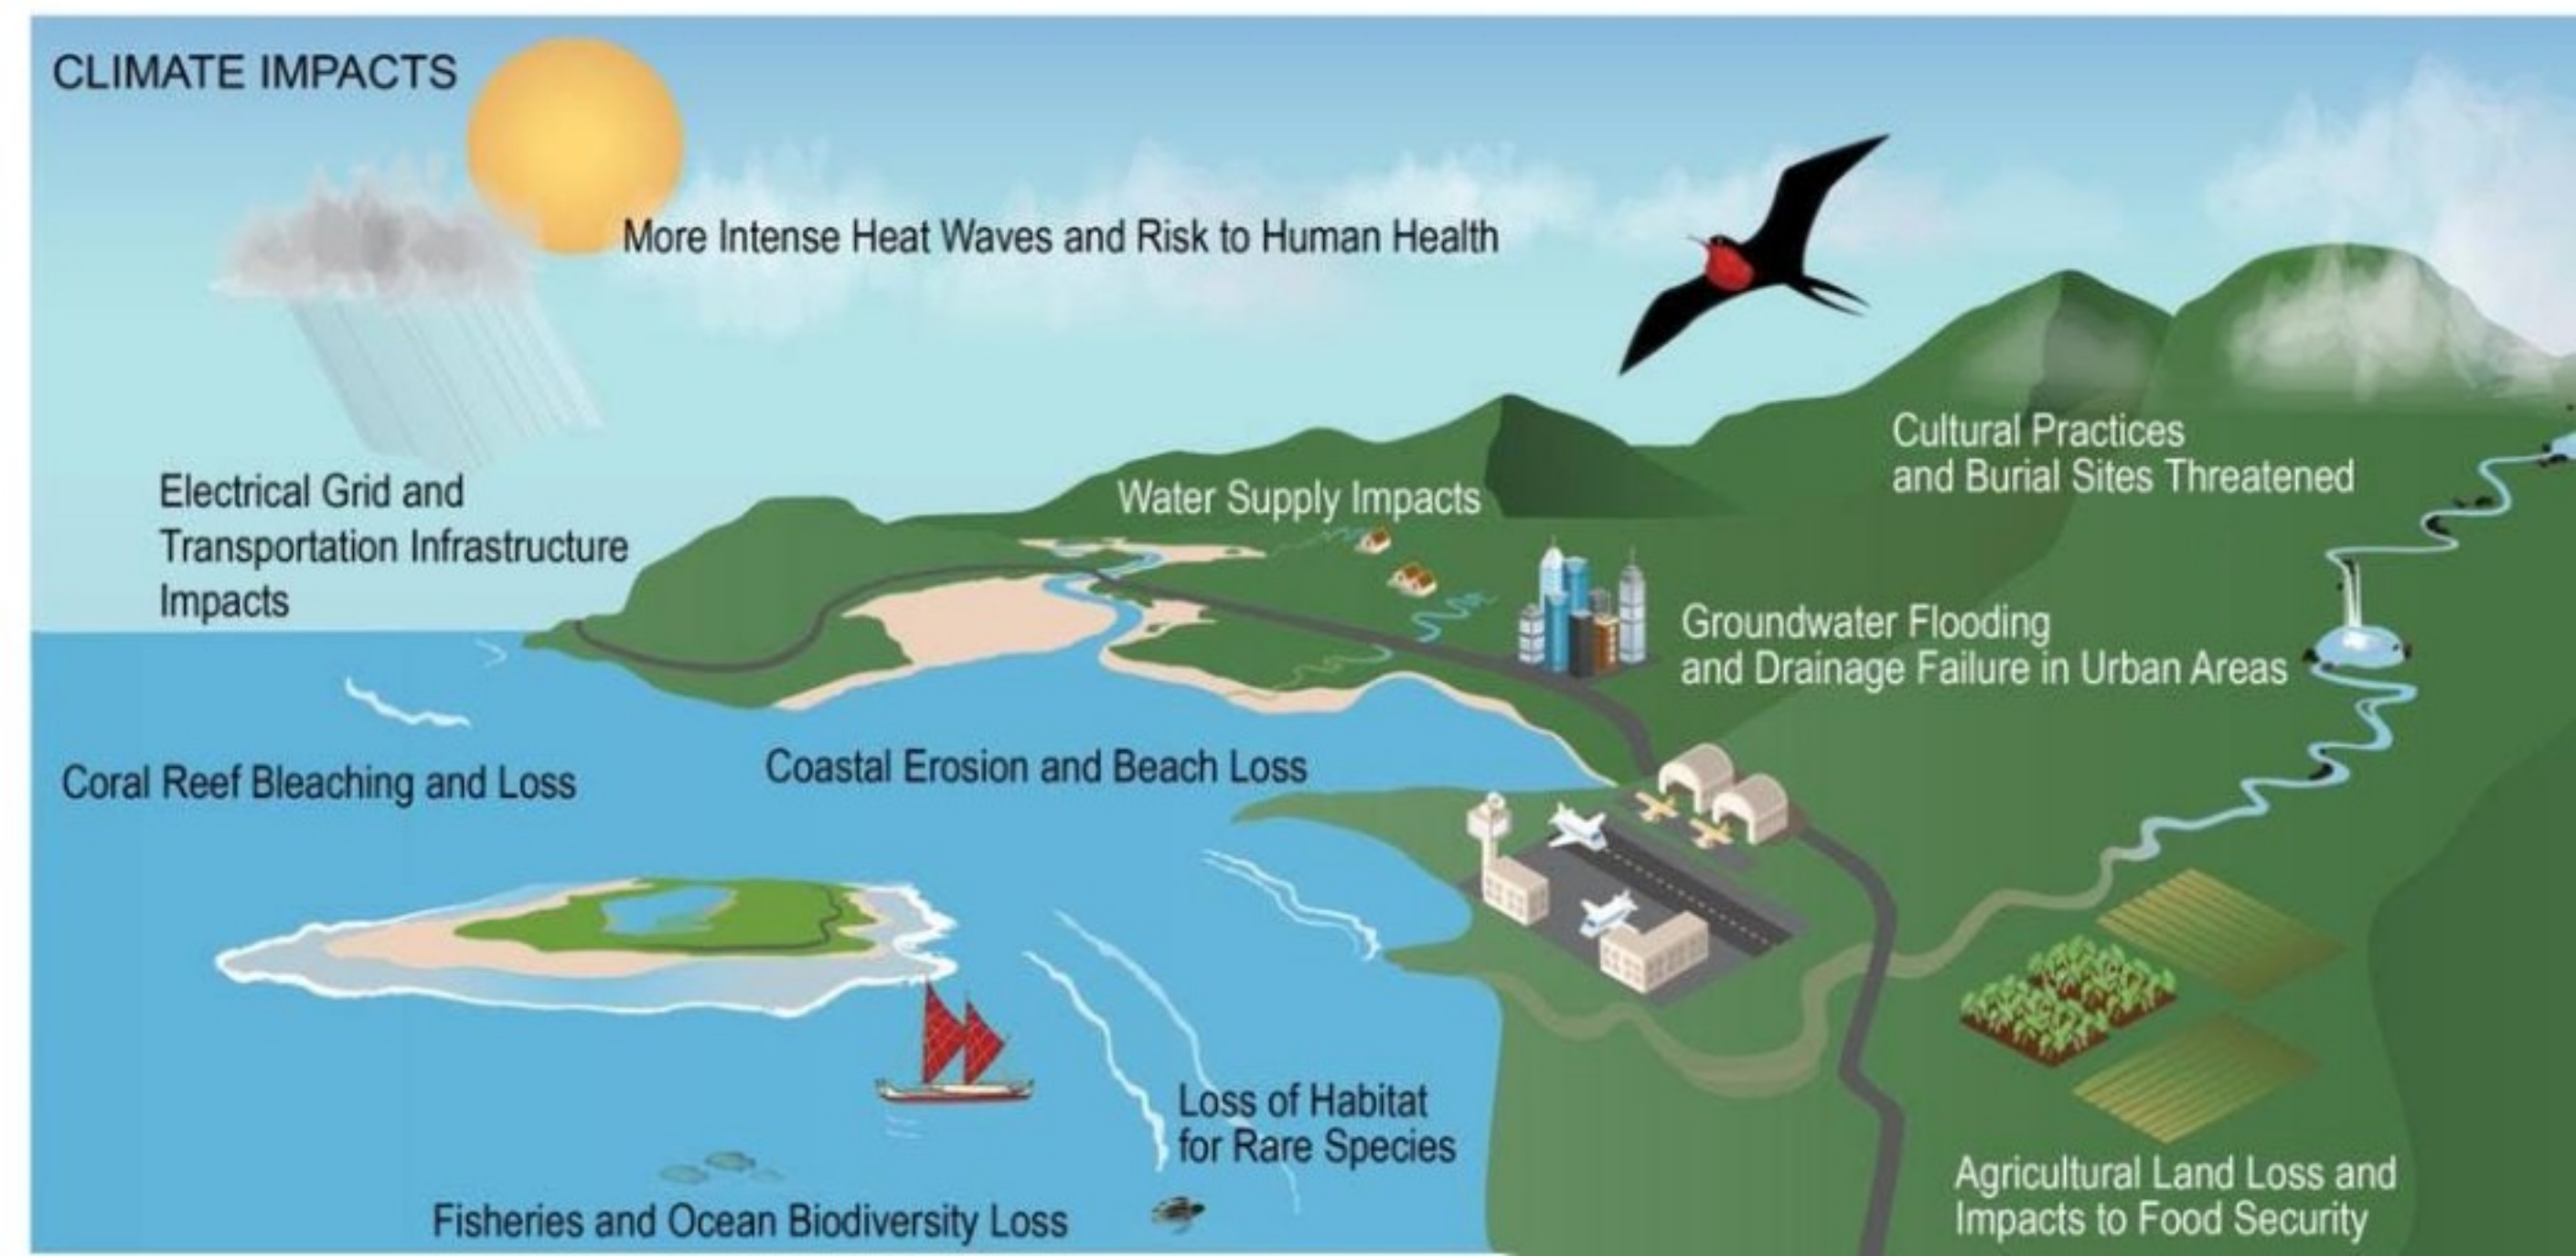 CLIMATE IMPACTS
More Intense Heat Waves and Risk to Human Health
Cultural Practices
and Burial Sites Threatened
Electrical Grid and
Transportation Infrastructure
Impacts
Water Supply Impacts
Groundwater Flooding
and Drainage Failure in Urban Areas
Coral Reef Bleaching and Loss
Coastal Erosion and Beach Loss
Loss of Habitat
for Rare Species
Fisheries and Ocean Biodiversity Loss
Agricultural Land Loss and
Impacts to Food Security